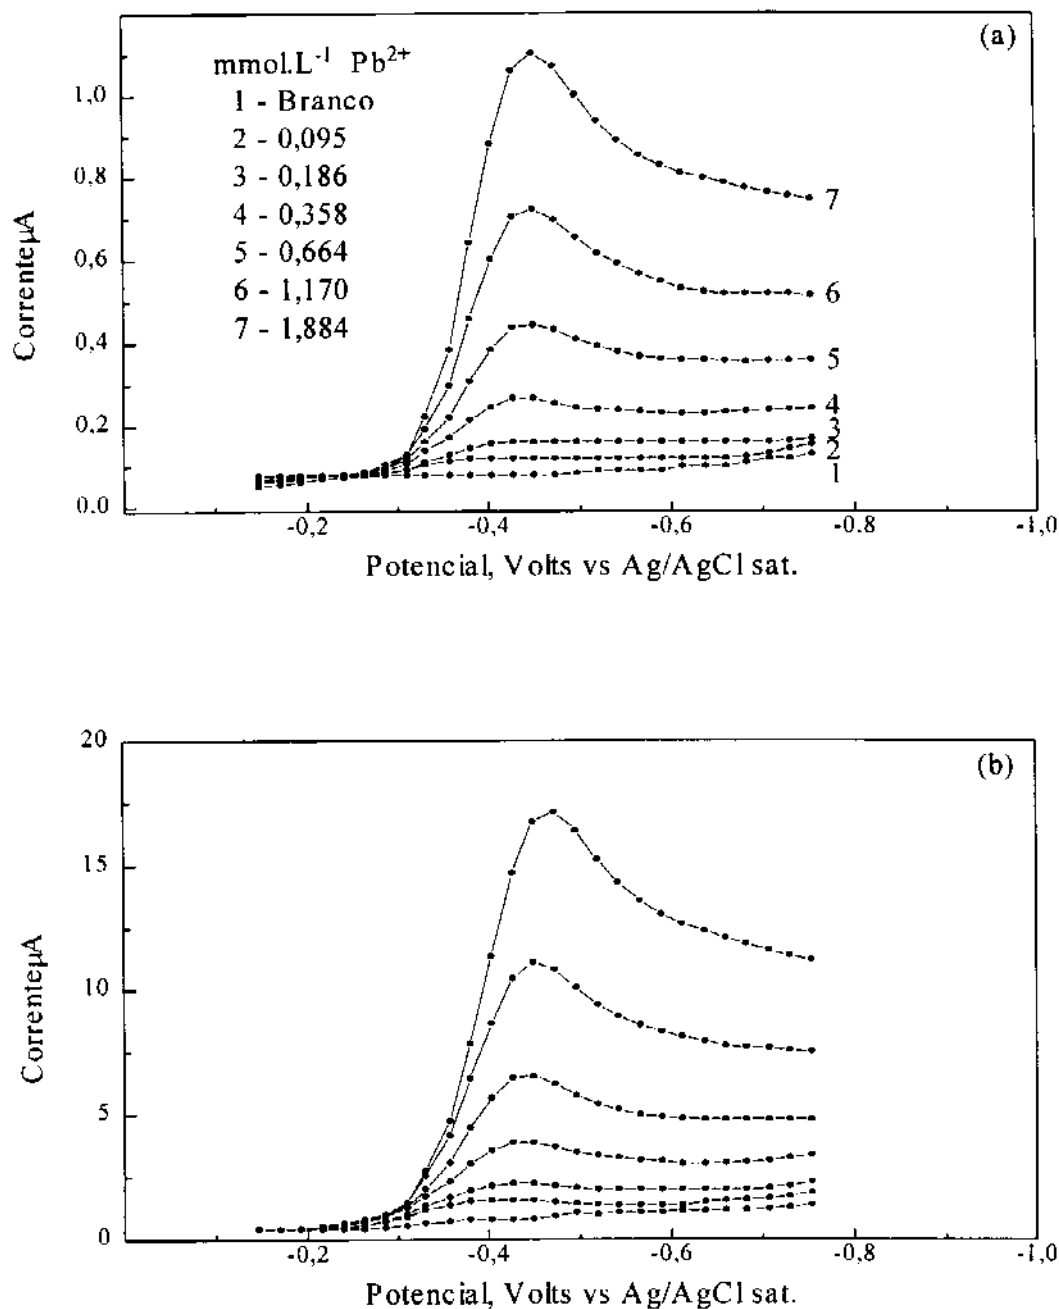 (a)
mmol.L⁻¹ Pb²⁺
1 - Branco
2 - 0,095
3 - 0,186
4 - 0,358
5 - 0,664
6 - 1,170
7 - 1,884
CorrenteµA
1,0
0,8
0,6
0,4
0,2
0.0
7
6
5
4
3
2
1
-0,2
-0,4
-0,6
-0.8
-1,0
Potencial, Volts vs Ag/AgCl sat.
(b)
CorrenteµA
20
15
10
5
0
-0,2
-0,4
-0,6
-0,8
-1,0
Potencial, Volts vs Ag/AgCl sat.